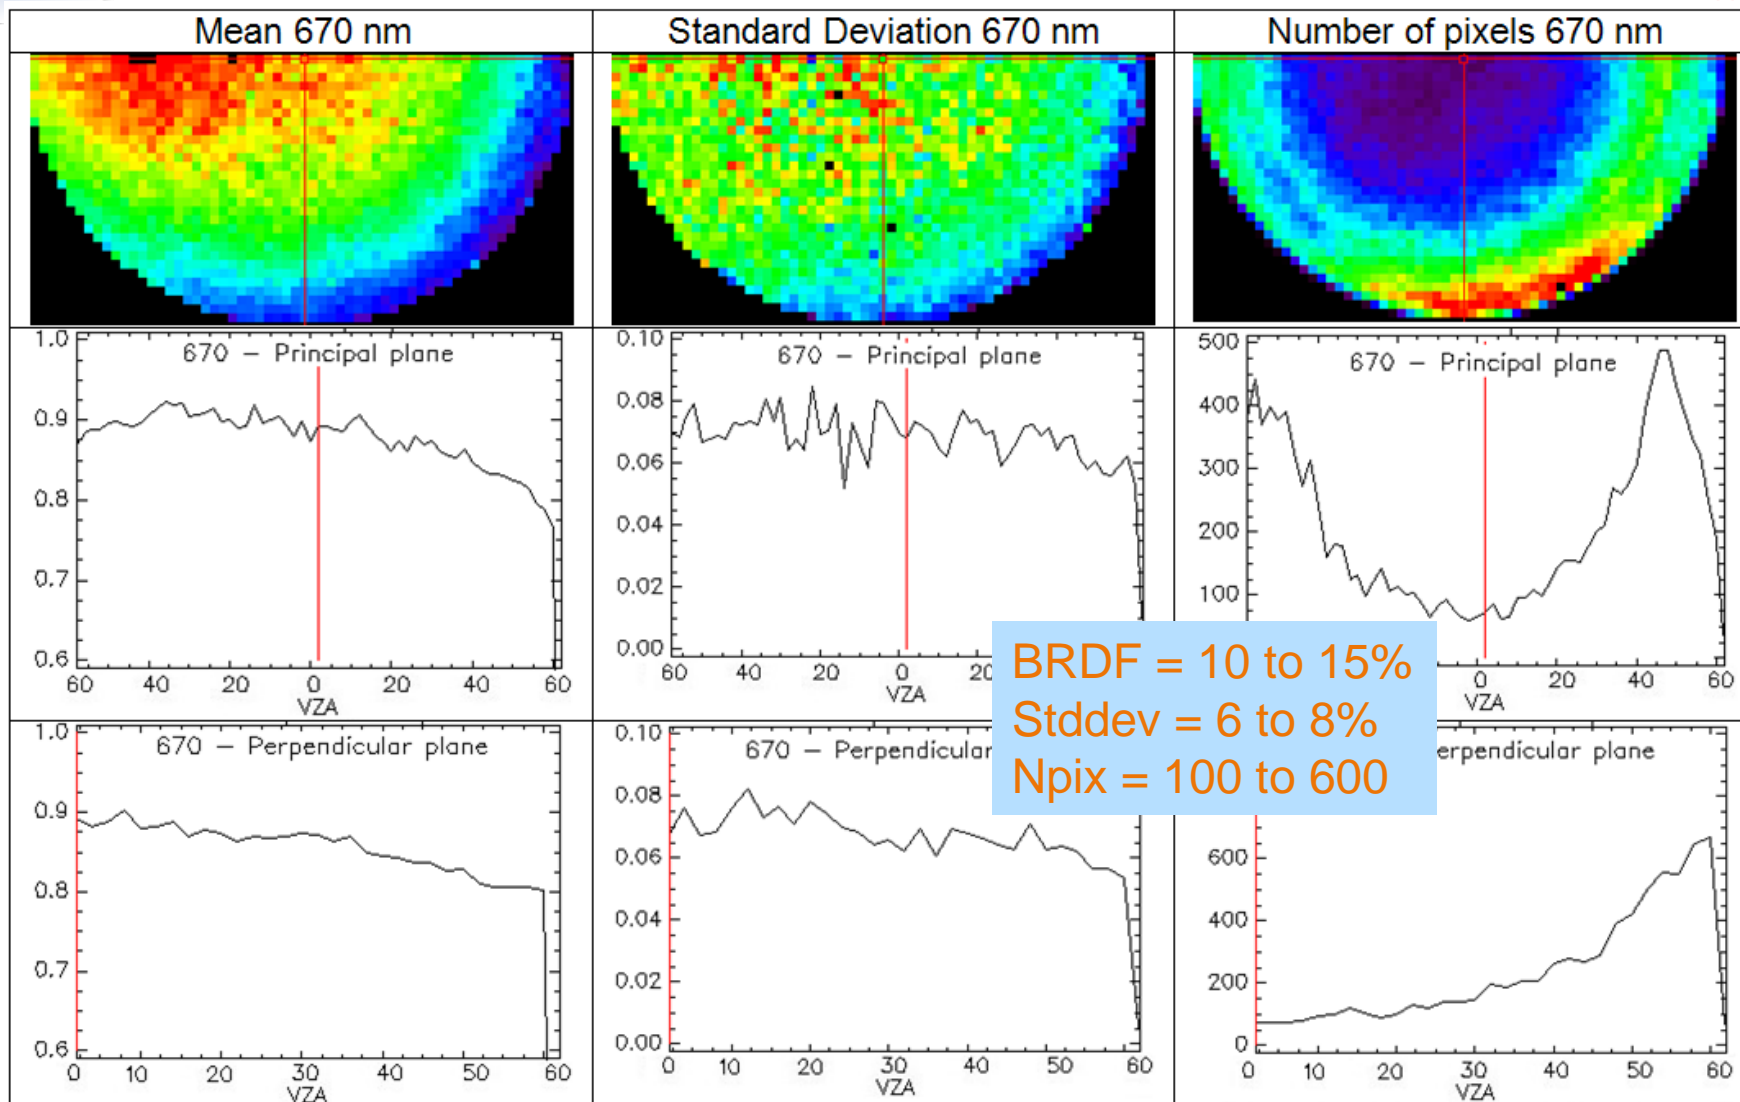 Mean 670 nm
Standard Deviation 670 nm
Number of pixels 670 nm
670 – Principal plane
1.0
0.9
0.8
0.7
0.6
60 40 20 0 20 40 60
VZA
670 – Principal plane
0.10
0.08
0.06
0.04
0.02
0.00
60 20 0 20
VZA
670 – Principal plane
500
400
300
200
100
0 20 40 60
VZA
BRDF = 10 to 15%
Stddev = 6 to 8%
Npix = 100 to 600
670 – Perpendicular plane
1.0
0.9
0.8
0.7
0.6
0 10 20 30 40 50 60
VZA
670 – Perpendicular
0.10
0.08
0.06
0.04
0.02
0.00
0 10 20 30 40 50 60
VZA
erpendicular plane
600
400
200
0
0 10 20 30 40 50 60
VZA